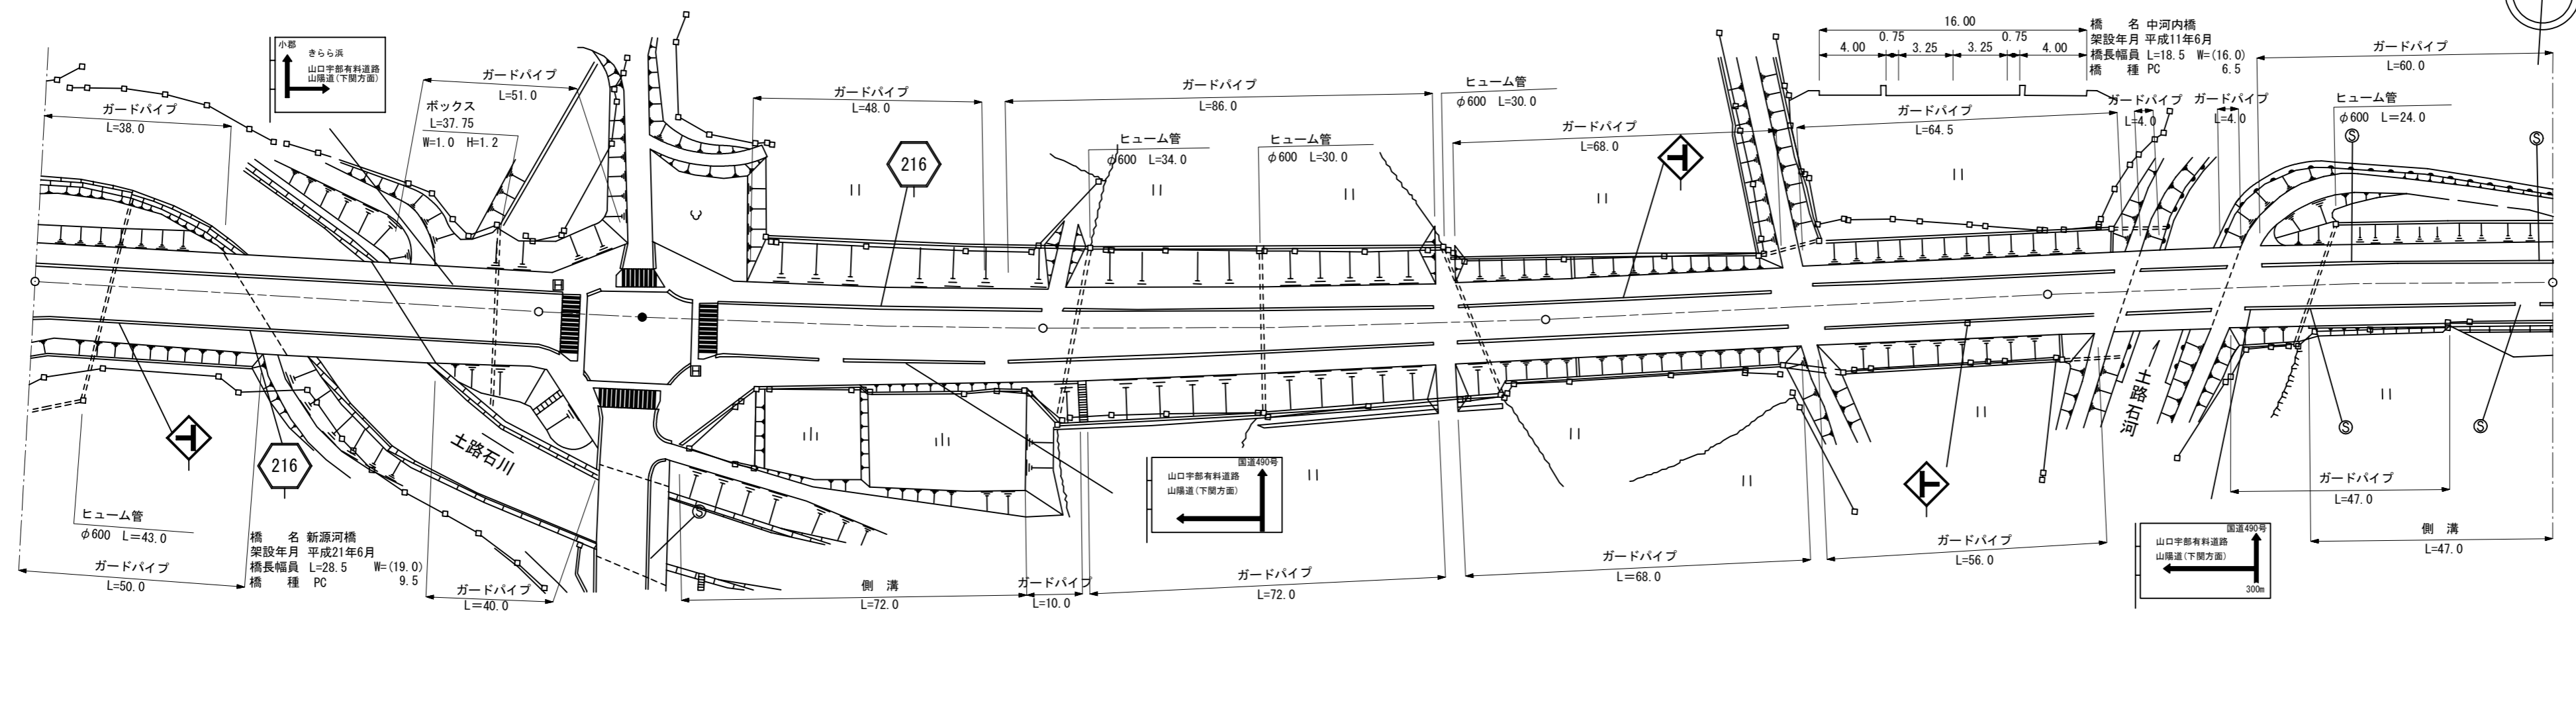 小郡
きらら浜
山口宇部有料道路
山陽道(下関方面)
ガードパイプ
L=38.0
ガードパイプ
L=51.0
ボックス
L=37.75
W=1.0 H=1.2
ガードパイプ
L=48.0
216
ガードパイプ
L=86.0
ヒューム管
φ600 L=34.0
ヒューム管
φ600 L=30.0
ヒューム管
φ600 L=30.0
ガードパイプ
L=68.0
16.00
4.00 0.75 3.25 3.25 0.75 4.00
ガードパイプ
L=64.5
橋 名 中河内橋
架設年月 平成11年6月
橋長幅員 L=18.5 W=(16.0)
橋 種 PC 6.5
ガードパイプ
L=4.0
ガードパイプ
L=4.0
ガードパイプ
L=60.0
ヒューム管
φ600 L=24.0
S
S
土路石川
216
ヒューム管
φ600 L=43.0
ガードパイプ
L=50.0
橋 名 新源河橋
架設年月 平成21年6月
橋長幅員 L=28.5 W=(19.0)
橋 種 PC 9.5
ガードパイプ
L=40.0
S
側 溝
L=72.0
ガードパイプ
L=10.0
ガードパイプ
L=72.0
国道490号
山口宇部有料道路
山陽道(下関方面)
ガードパイプ
L=68.0
ガードパイプ
L=56.0
土路石河
国道490号
山口宇部有料道路
山陽道(下関方面)
300m
S
S
ガードパイプ
L=47.0
側 溝
L=47.0